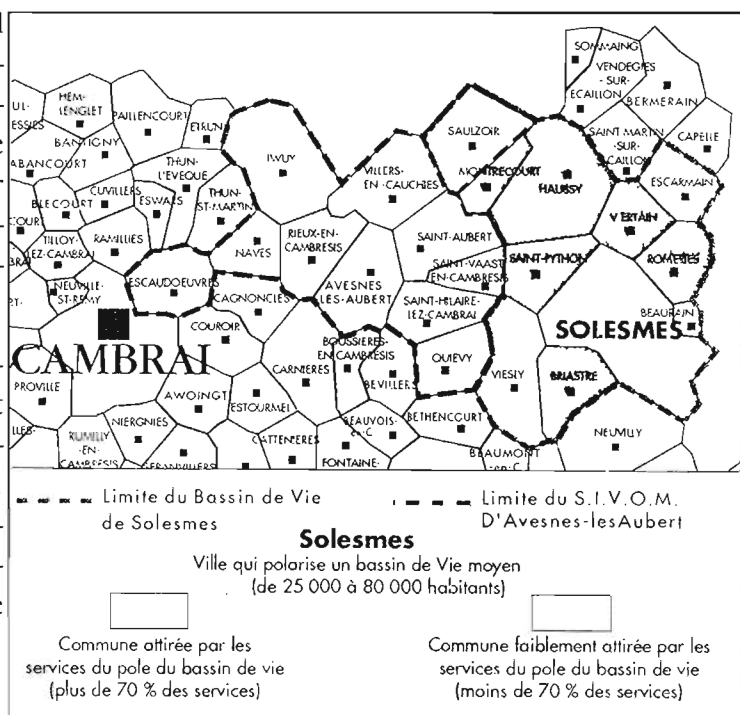 SOMMAING
VENDEGIES
-SUR-
ECAILLON
BERMERAIN
HEM-
LENGLET
PAILLENCOURT
ETRUN
IWUY
SAULZOIR
SAINT MARTIN
-SUR-
CAPELLE
BANTIGNY
ABANCOURT
THUN-
L'EVEQUE
VILLERS-
EN-CAUCHIES
MONTRECOURT
HAUSSY
ESCARMAIN
CUVILLERS
ESWARS
THUN-
ST-MARTIN
BLECOURT
VERTAIN
TILLOY-
LEZ-CAMBRAI
RAMILLIES
NAVES
RIEUX-EN-
CAMBRESIS
SAINT-AUBERT
SAINT-VAAST
EN-CAMBRESIS
SAINT-PYTHON
ROMERIES
NEUVILLE-
ST-REMY
ESCAUDOEUVRES
CAGNONCLES
AVESNES
LES-AUBERT
SAINT-HILAIRE-
LEZ-CAMBRAI
BEAURAIN
SOLESMES
CAMBRAI
COUROIR
BOUSSIERES-
EN-CAMBRESIS
CARNIERES
BEVILLERS
QUIEVY
VIESLY
BRIASTRE
PROVILLE
AWOINGT
ESTOURMEL
NIERGNIES
BEAUVOIS-
en-C
BETHENCOURT
NEUVILLY
RUMILLY
-EN-
CAMBRESIS
SERANVILLERS
CATTENIERES
FONTAINE-
BEAUMONT
-en-C
Limite du Bassin de Vie
de Solesmes
Limite du S.I.V.O.M.
D'Avesnes-lesAubert
Solesmes
Ville qui polarise un bassin de Vie moyen
(de 25 000 à 80 000 habitants)
Commune attirée par les
services du pole du bassin de vie
(plus de 70 % des services)
Commune faiblement attirée par les
services du pole du bassin de vie
(moins de 70 % des services)